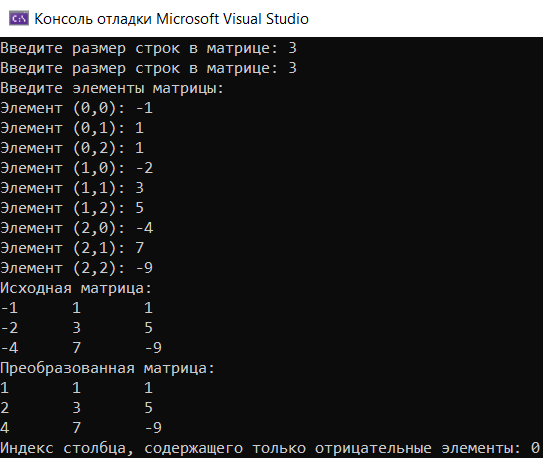 Консоль отладки Microsoft Visual Studio
Введите размер строк в матрице: 3
Введите размер строк в матрице: 3
Введите элементы матрицы:
Элемент (0,0): -1
Элемент (0,1): 1
Элемент (0,2): 1
Элемент (1,0): -2
Элемент (1,1): 3
Элемент (1,2): 5
Элемент (2,0): -4
Элемент (2,1): 7
Элемент (2,2): -9
Исходная матрица:
-1 1 1
-2 3 5
-4 7 -9
Преобразованная матрица:
1 1 1
2 3 5
4 7 -9
Индекс столбца, содержащего только отрицательные элементы: 0